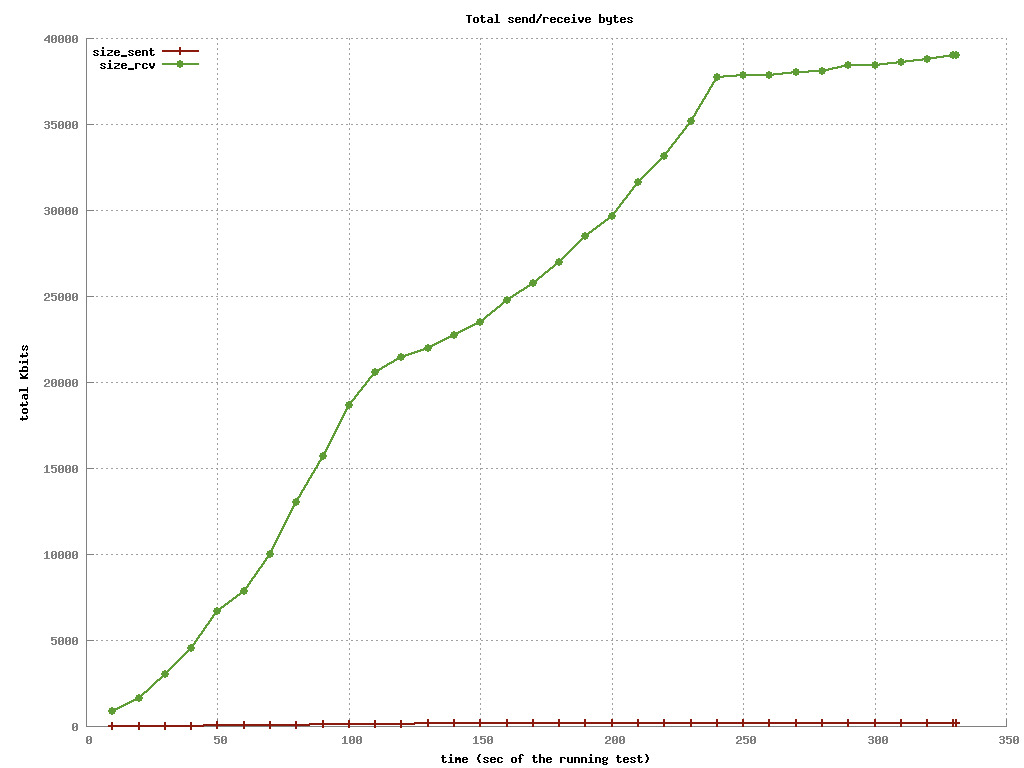 Total send/receive bytes
40000
size_sent
size_rcv
35000
30000
25000
total Kbits
20000
15000
10000
5000
0
0 50 100 150 200 250 300 350
time (sec of the running test)